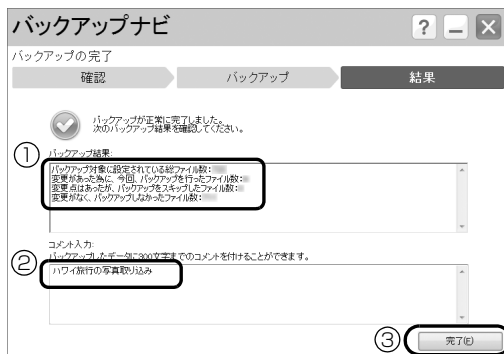 バックアップナビ
? － ×
バックアップの完了
確認 バックアップ 結果
バックアップが正常に完了しました。
次のバックアップ結果を確認してください。
① バックアップ結果:
バックアップ対象に設定されている総ファイル数:
変更があった為に、今回、バックアップを行ったファイル数:
変更点はあったが、バックアップをスキップしたファイル数:
変更がなく、バックアップしなかったファイル数:
コメント入力:
② バックアップしたデータに300文字までのコメントを付けることができます。
ハワイ旅行の写真取り込み
③ 完了(F)